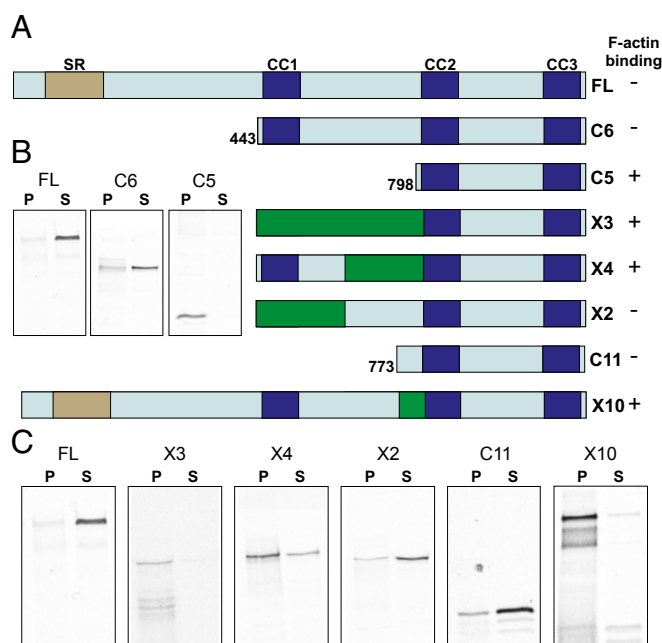 A
SR CC1 CC2 CC3 F-actin binding
FL -
443 C6 -
B
798 C5 +
FL C6 C5
P S P S P S
X3 +
X4 +
X2 -
773 C11 -
X10 +
C
FL X3 X4 X2 C11 X10
P S P S P S P S P S P S